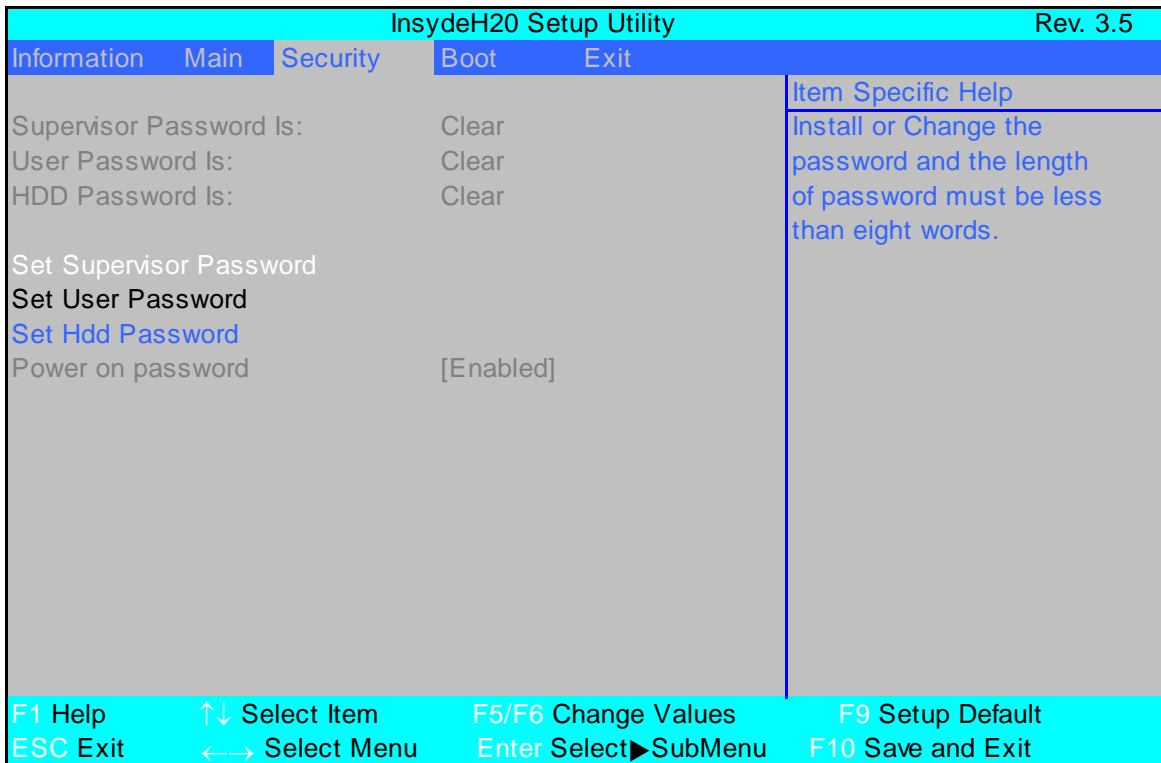 InsydeH20 Setup Utility Rev. 3.5
Information Main Security Boot Exit
Item Specific Help
Supervisor Password Is: Clear
User Password Is: Clear
HDD Password Is: Clear
Install or Change the
password and the length
of password must be less
than eight words.
Set Supervisor Password
Set User Password
Set Hdd Password
Power on password [Enabled]
F1 Help ↑↓ Select Item F5/F6 Change Values F9 Setup Default
ESC Exit ←→ Select Menu Enter Select▶SubMenu F10 Save and Exit